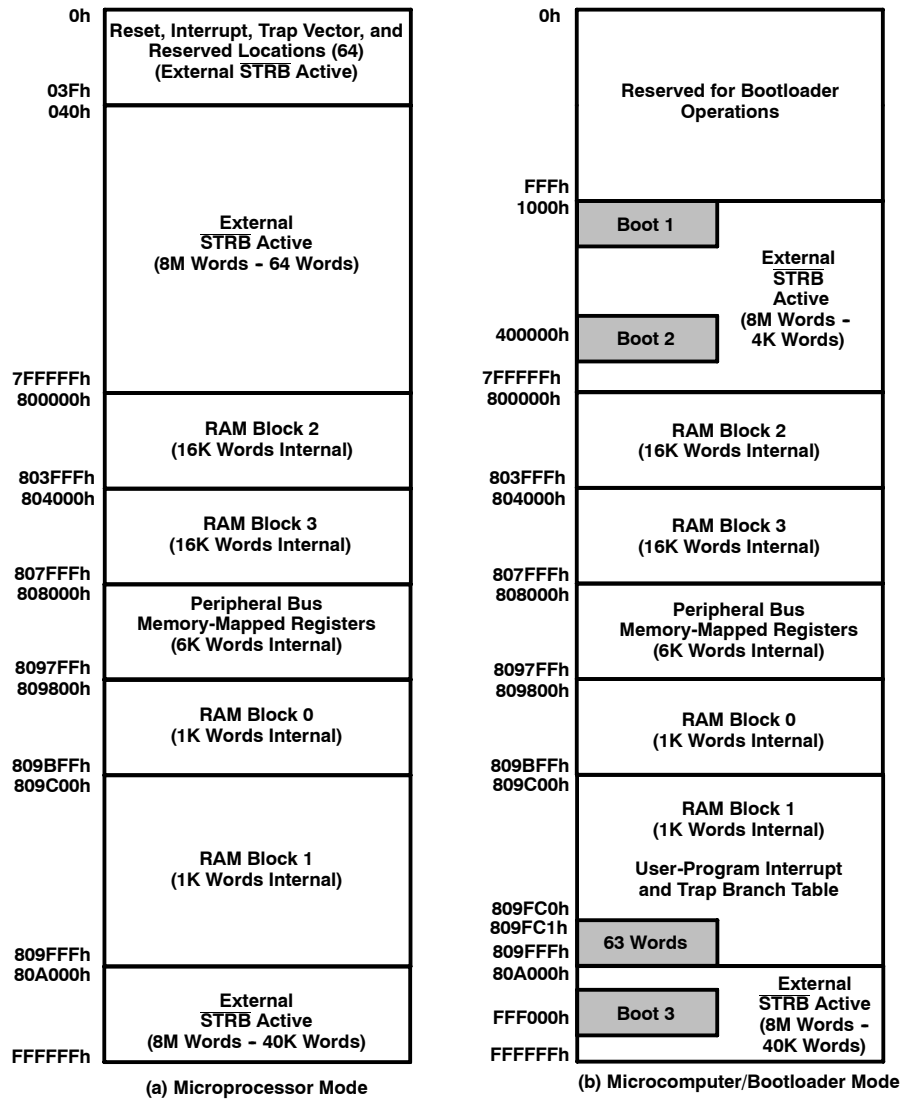 0h
Reset, Interrupt, Trap Vector, and
Reserved Locations (64)
(External STRB Active)
03Fh
040h
External
STRB Active
(8M Words - 64 Words)
7FFFFFh
800000h
RAM Block 2
(16K Words Internal)
803FFFh
804000h
RAM Block 3
(16K Words Internal)
807FFFh
808000h
Peripheral Bus
Memory-Mapped Registers
(6K Words Internal)
8097FFh
809800h
RAM Block 0
(1K Words Internal)
809BFFh
809C00h
RAM Block 1
(1K Words Internal)
809FFFh
80A000h
External
STRB Active
(8M Words - 40K Words)
FFFFFFh
(a) Microprocessor Mode
0h
Reserved for Bootloader
Operations
FFFh
1000h
Boot 1
External
STRB
Active
(8M Words -
4K Words)
400000h
Boot 2
7FFFFFh
800000h
RAM Block 2
(16K Words Internal)
803FFFh
804000h
RAM Block 3
(16K Words Internal)
807FFFh
808000h
Peripheral Bus
Memory-Mapped Registers
(6K Words Internal)
8097FFh
809800h
RAM Block 0
(1K Words Internal)
809BFFh
809C00h
RAM Block 1
(1K Words Internal)
User-Program Interrupt
and Trap Branch Table
809FC0h
809FC1h
63 Words
809FFFh
80A000h
External
STRB Active
(8M Words -
40K Words)
FFF000h
Boot 3
FFFFFFh
(b) Microcomputer/Bootloader Mode